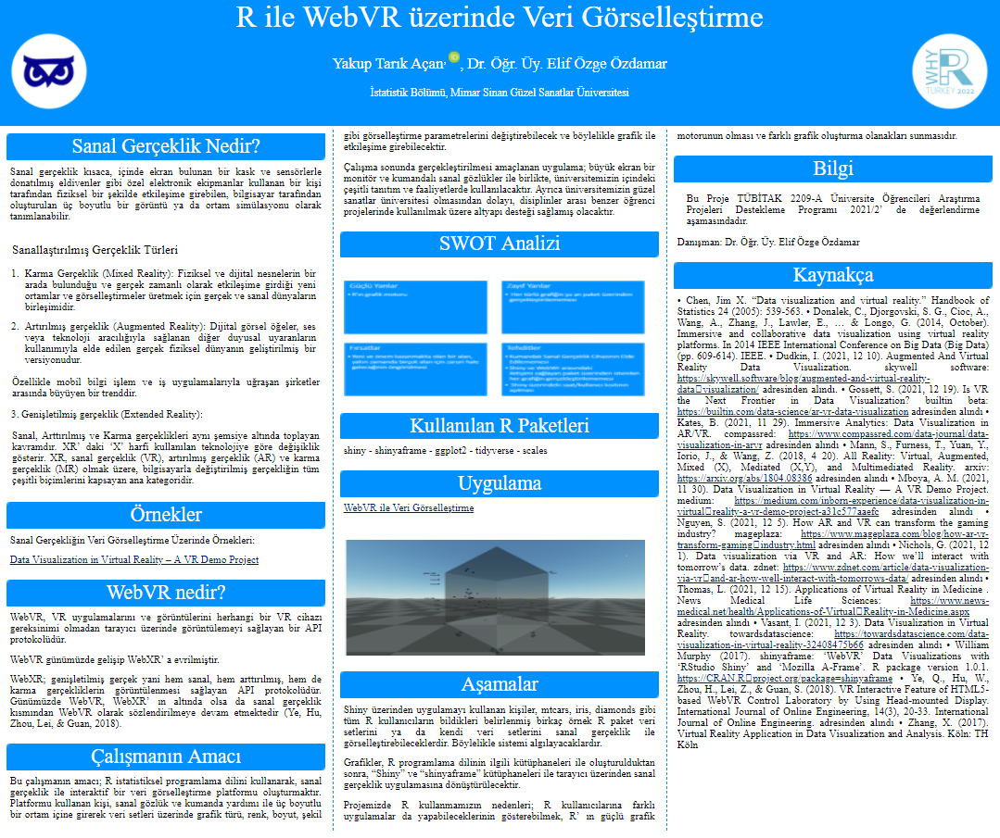 R ile WebVR üzerinde Veri Görselleştirme
Yakup Tarık Açan, iD, Dr. Öğr. Üy. Elif Özge Özdamar
İstatistik Bölümü, Mimar Sinan Güzel Sanatlar Üniversitesi
WHY R
TURKEY 2022
Sanal Gerçeklik Nedir?
Sanal gerçeklik kısaca, içinde ekran bulunan bir kask ve sensörlerle
donatılmış eldivenler gibi özel elektronik ekipmanlar kullanan bir kişi
tarafından fiziksel bir şekilde etkileşime girebilen, bilgisayar tarafından
oluşturulan üç boyutlu bir görüntü ya da ortam simülasyonu olarak
tanımlanabilir.
Sanallaştırılmış Gerçeklik Türleri
1. Karma Gerçeklik (Mixed Reality): Fiziksel ve dijital nesnelerin bir
arada bulunduğu ve gerçek zamanlı olarak etkileşime girdiği yeni
ortamlar ve görselleştirmeler üretmek için gerçek ve sanal dünyaların
birleşimidir.
2. Artırılmış gerçeklik (Augmented Reality): Dijital görsel öğeler, ses
veya teknoloji aracılığıyla sağlanan diğer duyusal uyaranların
kullanımıyla elde edilen gerçek fiziksel dünyanın geliştirilmiş bir
versiyonudur.
Özellikle mobil bilgi işlem ve iş uygulamalarıyla uğraşan şirketler
arasında büyüyen bir trenddir.
3. Genişletilmiş gerçeklik (Extended Reality):
Sanal, Arttırılmış ve Karma gerçeklikleri aynı şemsiye altında toplayan
kavramdır. XR' daki 'X' harfi kullanılan teknolojiye göre değişiklik
gösterir. XR, sanal gerçeklik (VR), artırılmış gerçeklik (AR) ve karma
gerçeklik (MR) olmak üzere, bilgisayarla değiştirilmiş gerçekliğin tüm
çeşitli biçimlerini kapsayan ana kategoridir.
Örnekler
Sanal Gerçekliğin Veri Görselleştirme Üzerinde Örnekleri:
Data Visualization in Virtual Reality – A VR Demo Project
WebVR nedir?
WebVR, VR uygulamalarını ve görüntülerini herhangi bir VR cihazı
gereksinimi olmadan tarayıcı üzerinde görüntülemeyi sağlayan bir API
protokolüdür.
WebVR günümüzde gelişip WebXR' a evrilmiştir.
WebXR; genişletilmiş gerçek yani hem sanal, hem arttırılmış, hem de
karma gerçekliklerin görüntülenmesi sağlayan API protokolüdür.
Günümüzde WebVR, WebXR' ın altında olsa da sanal gerçeklik
kısmından WebVR olarak sözlendirilmeye devam etmektedir (Ye, Hu,
Zhou, Lei, & Guan, 2018).
Çalışmanın Amacı
Bu çalışmanın amacı; R istatistiksel programlama dilini kullanarak, sanal
gerçeklik ile interaktif bir veri görselleştirme platformu oluşturmaktır.
Platformu kullanan kişi, sanal gözlük ve kumanda yardımı ile üç boyutlu
bir ortam içine girerek veri setleri üzerinde grafik türü, renk, boyut, şekil
gibi görselleştirme parametrelerini değiştirebilecek ve böylelikle grafik ile
etkileşime girebilecektir.
Çalışma sonunda gerçekleştirilmesi amaçlanan uygulama; büyük ekran bir
monitör ve kumandalı sanal gözlükler ile birlikte, üniversitemizin içindeki
çeşitli tanıtım ve faaliyetlerde kullanılacaktır. Ayrıca üniversitemizin güzel
sanatlar üniversitesi olmasından dolayı, disiplinler arası benzer öğrenci
projelerinde kullanılmak üzere altyapı desteği sağlamış olacaktır.
SWOT Analizi
Güçlü Yanlar
• R'ın grafik motoru
Zayıf Yanlar
• Her türlü grafiğin şu an paket üzerinden
gerçekleştirilememesi
Fırsatlar
• Yeni ve önem kazanmakta olan bir alan,
yakın zamanda birçok alan için zorun hale
geleceğinin öngörülmesi
Tehditler
• Kumandalı Sanal Gerçeklik Cihazının Elde
Edilememesi
• Shiny ve WebVR arasındaki
iletişimi sağlayan paket üzerinden istenilen
her grafiğin gerçekleştirilememesi
• Shiny üzerindeki saat/kullanıcı kısıtının
aşılması
Kullanılan R Paketleri
shiny - shinyaframe - ggplot2 - tidyverse - scales
Uygulama
WebVR ile Veri Görselleştirme
Aşamalar
Shiny üzerinden uygulamayı kullanan kişiler, mtcars, iris, diamonds gibi
tüm R kullanıcıların bildikleri belirlenmiş birkaç örnek R paket veri
setlerini ya da kendi veri setlerini sanal gerçeklik ile
görselleştirebileceklerdir. Böylelikle sistemi algılayacaklardır.
Grafikler, R programlama dilinin ilgili kütüphaneleri ile oluşturulduktan
sonra, "Shiny" ve "shinyaframe" kütüphaneleri ile tarayıcı üzerinden sanal
gerçeklik uygulamasına dönüştürülecektir.
Projemizde R kullanmamızın nedenleri; R kullanıcılarına farklı
uygulamalar da yapabileceklerinin gösterebilmek, R' ın güçlü grafik
motorunun olması ve farklı grafik oluşturma olanakları sunmasıdır.
Bilgi
Bu Proje TÜBİTAK 2209-A Üniversite Öğrencileri Araştırma
Projeleri Destekleme Programı 2021/2' de değerlendirme
aşamasındadır.
Danışman: Dr. Öğr. Üy. Elif Özge Özdamar
Kaynakça
• Chen, Jim X. "Data visualization and virtual reality." Handbook of
Statistics 24 (2005): 539-563. • Donalek, C., Djorgovski, S. G., Cioc, A.,
Wang, A., Zhang, J., Lawler, E., … & Longo, G. (2014, October).
Immersive and collaborative data visualization using virtual reality
platforms. In 2014 IEEE International Conference on Big Data (Big Data)
(pp. 609-614). IEEE. • Dudkin, I. (2021, 12 10). Augmented And Virtual
Reality Data Visualization. skywell software:
https://skywell.software/blog/augmented-and-virtual-reality-
data▯visualization/ adresinden alındı. • Gossett, S. (2021, 12 19). Is VR
the Next Frontier in Data Visualization? builtin beta:
https://builtin.com/data-science/ar-vr-data-visualization adresinden alındı •
Kates, B. (2021, 11 29). Immersive Analytics: Data Visualization in
AR/VR. compassred: https://www.compassred.com/data-journal/data-
visualization-in-arvr adresinden alındı • Mann, S., Furness, T., Yuan, Y.,
Iorio, J., & Wang, Z. (2018, 4 20). All Reality: Virtual, Augmented,
Mixed (X), Mediated (X,Y), and Multimediated Reality. arxiv:
https://arxiv.org/abs/1804.08386 adresinden alındı • Mboya, A. M. (2021,
11 30). Data Visualization in Virtual Reality — A VR Demo Project.
medium: https://medium.com/inborn-experience/data-visualization-in-
virtual▯reality-a-vr-demo-project-a31c577aaefc adresinden alındı •
Nguyen, S. (2021, 12 5). How AR and VR can transform the gaming
industry? mageplaza: https://www.mageplaza.com/blog/how-ar-vr-
transform-gaming▯industry.html adresinden alındı • Nichols, G. (2021, 12
1). Data visualization via VR and AR: How we'll interact with
tomorrow's data. zdnet: https://www.zdnet.com/article/data-visualization-
via-vr▯and-ar-how-well-interact-with-tomorrows-data/ adresinden alındı •
Thomas, L. (2021, 12 15). Applications of Virtual Reality in Medicine .
News Medical Life Sciences: https://www.news-
medical.net/health/Applications-of-Virtual▯Reality-in-Medicine.aspx
adresinden alındı • Vasant, I. (2021, 12 3). Data Visualization in Virtual
Reality. towardsdatascience: https://towardsdatascience.com/data-
visualization-in-virtual-reality-32408475b66 adresinden alındı • William
Murphy (2017). shinyaframe: 'WebVR' Data Visualizations with
'RStudio Shiny' and 'Mozilla A-Frame'. R package version 1.0.1.
https://CRAN.R▯project.org/package=shinyaframe • Ye, Q., Hu, W.,
Zhou, H., Lei, Z., & Guan, S. (2018). VR Interactive Feature of HTML5-
based WebVR Control Laboratory by Using Head-mounted Display.
International Journal of Online Engineering, 14(3), 20-33. International
Journal of Online Engineering. adresinden alındı • Zhang, X. (2017).
Virtual Reality Application in Data Visualization and Analysis. Köln: TH
Köln